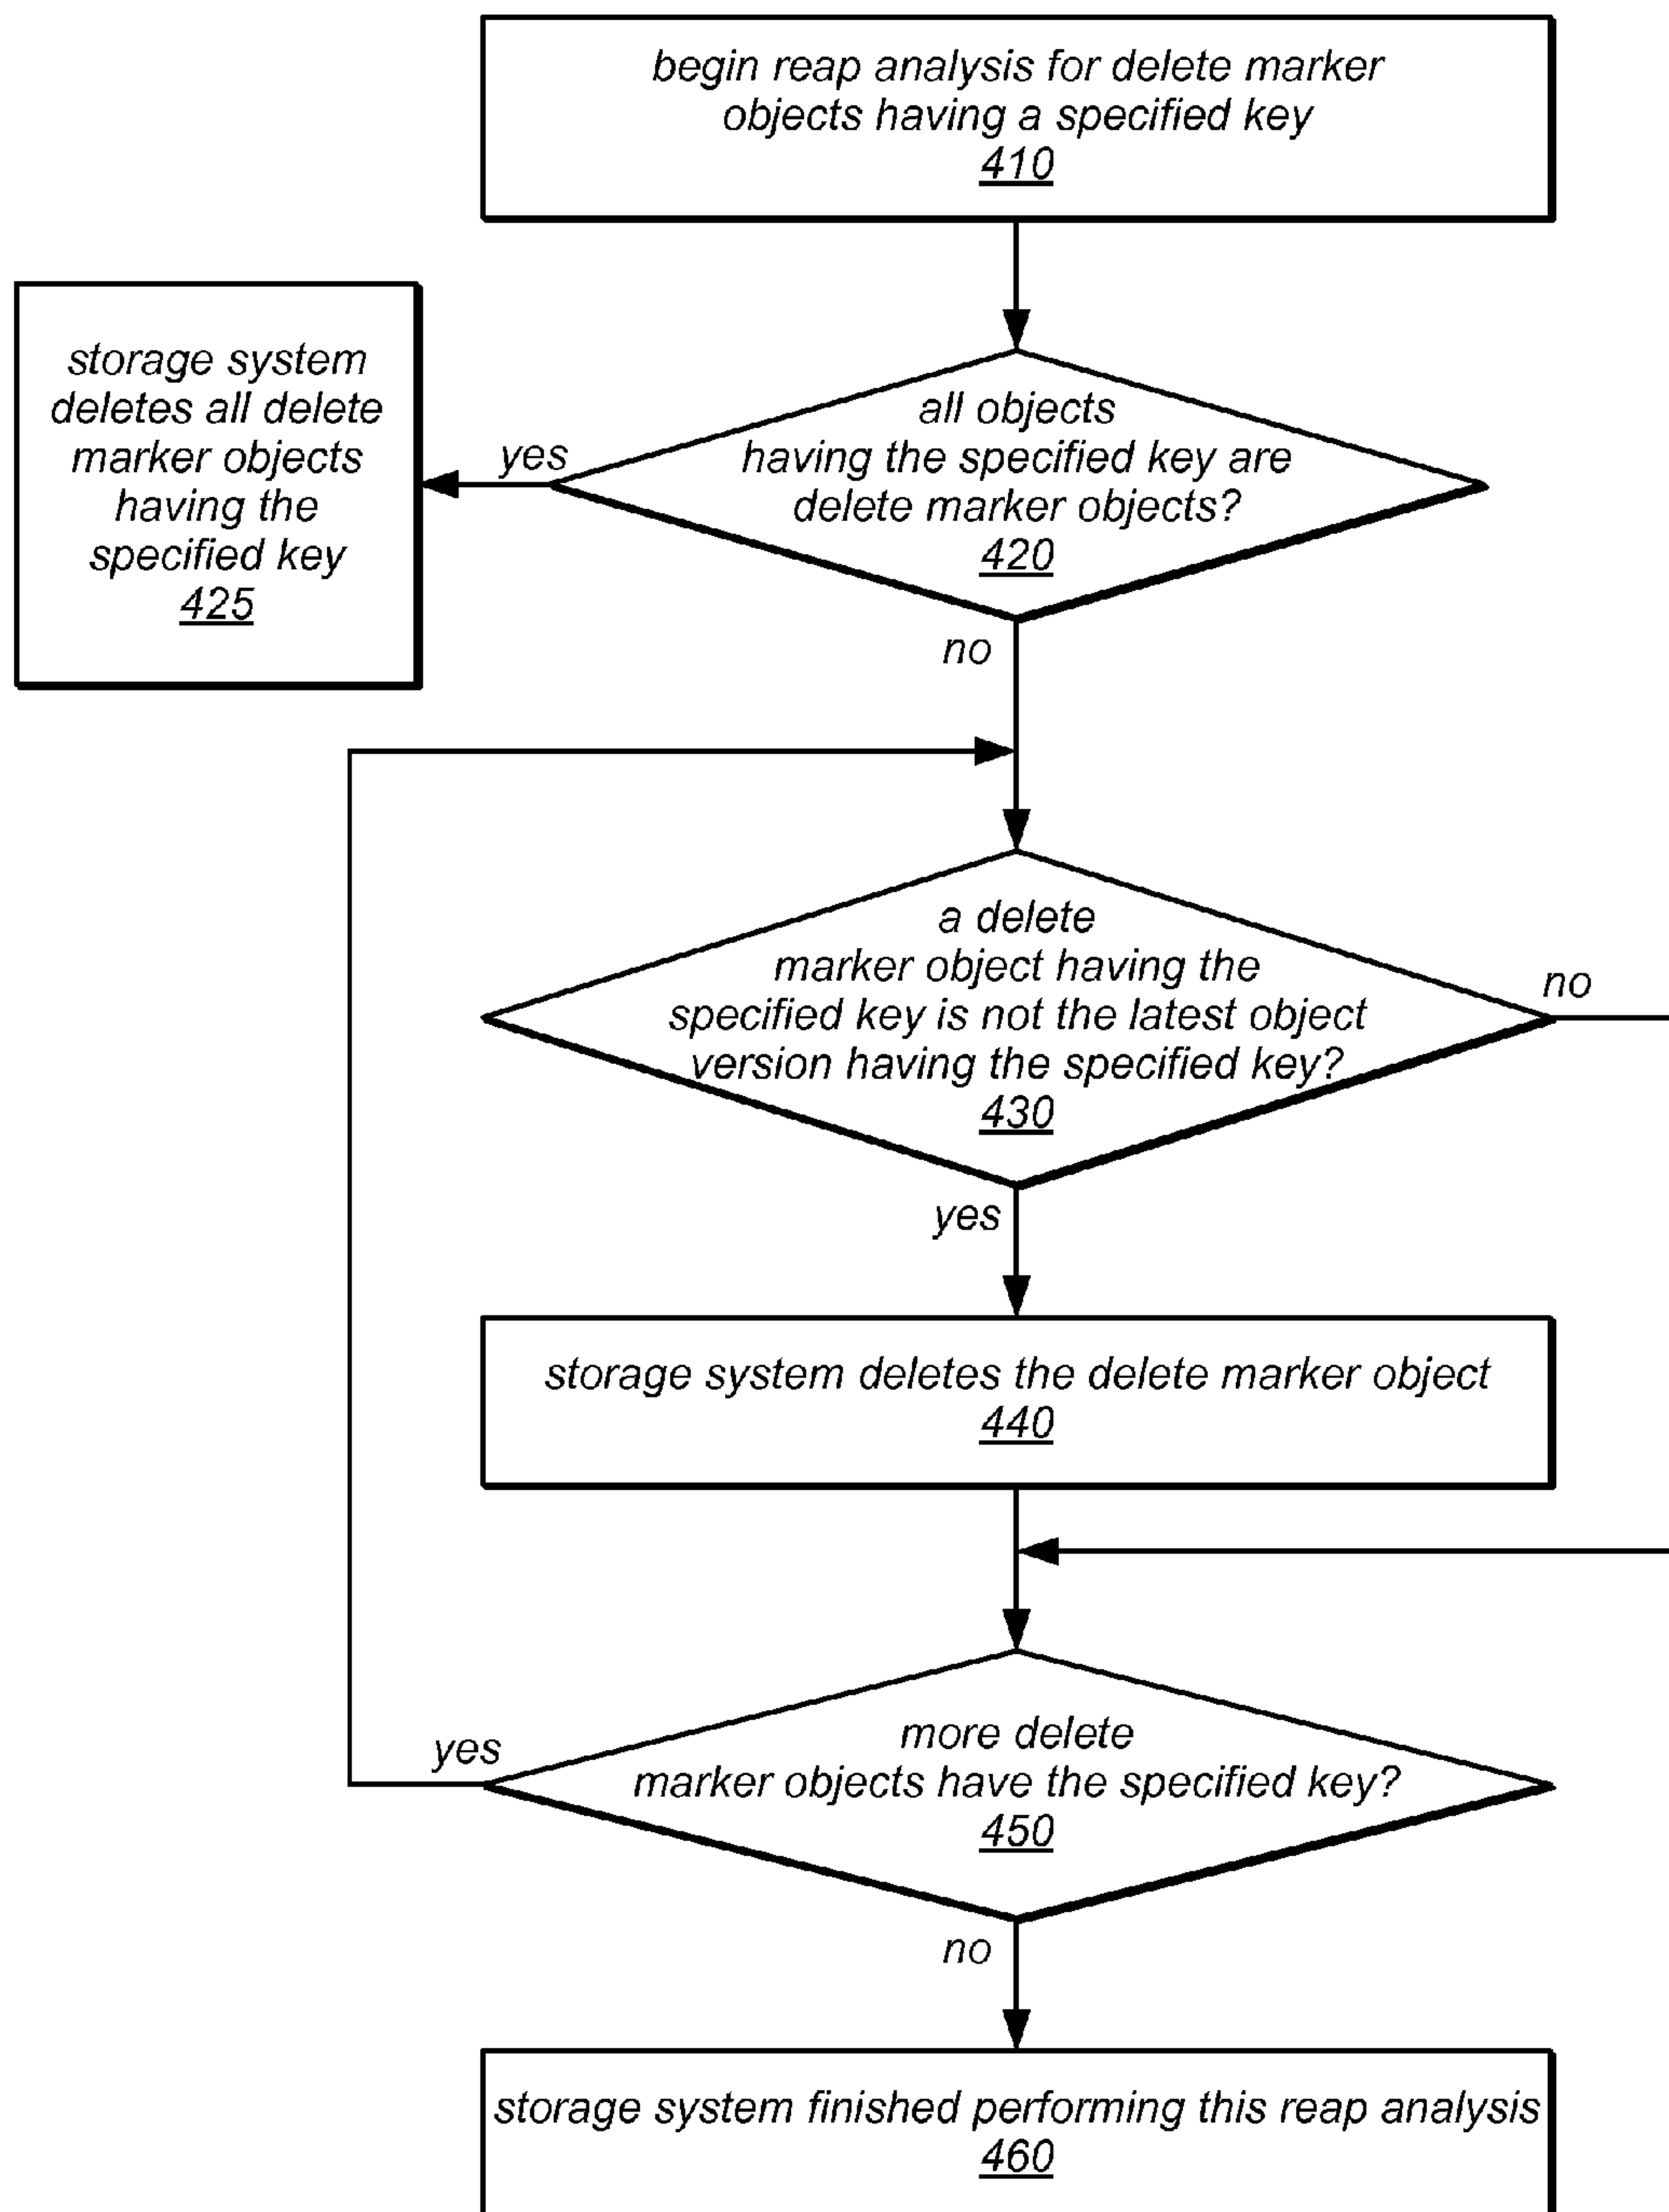 begin reap analysis for delete marker
objects having a specified key
410
storage system
deletes all delete
marker objects
having the
specified key
425
yes
all objects
having the specified key are
delete marker objects?
420
no
a delete
marker object having the
specified key is not the latest object
version having the specified key?
430
no
yes
storage system deletes the delete marker object
440
yes
more delete
marker objects have the specified key?
450
no
storage system finished performing this reap analysis
460